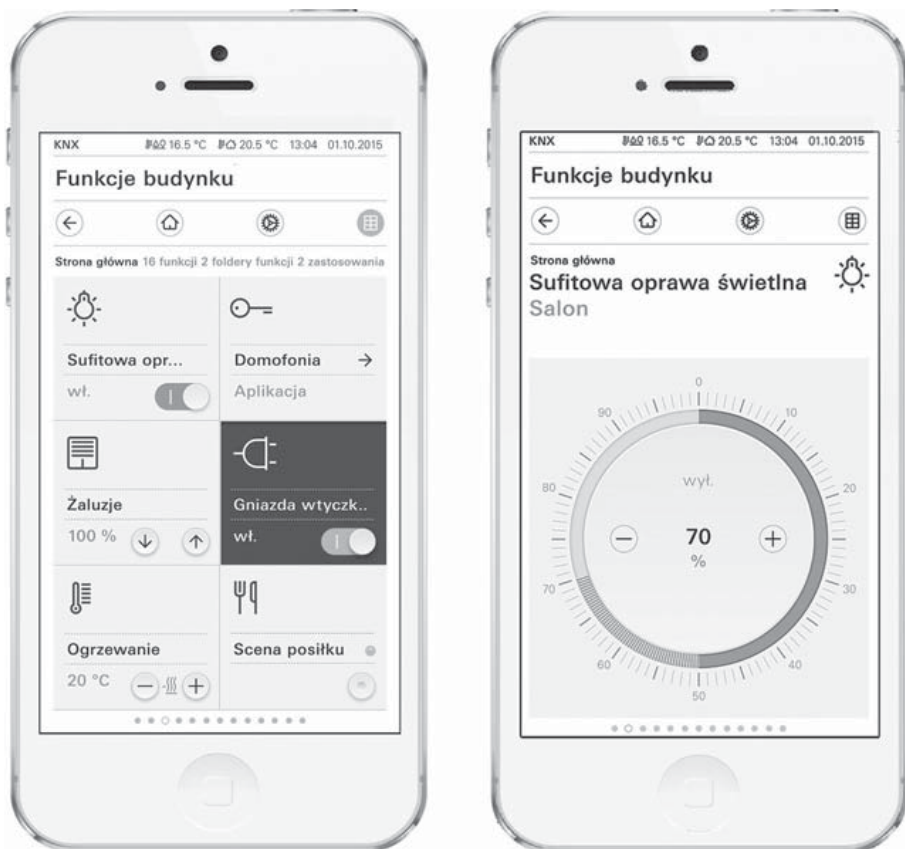 KNX 16.5 °C 20.5 °C 13:04 01.10.2015
Funkcje budynku
Strona główna 16 funkcji 2 foldery funkcji 2 zastosowania
Sufitowa opr...
wł.
Domofonia →
Aplikacja
Żaluzje
100 %
Gniazda wtyczk..
wł.
Ogrzewanie
20 °C
Scena posiłku
KNX 16.5 °C 20.5 °C 13:04 01.10.2015
Funkcje budynku
Strona główna
Sufitowa oprawa świetlna
Salon
0
10
20
30
40
50
60
70
80
90
wył.
70
%